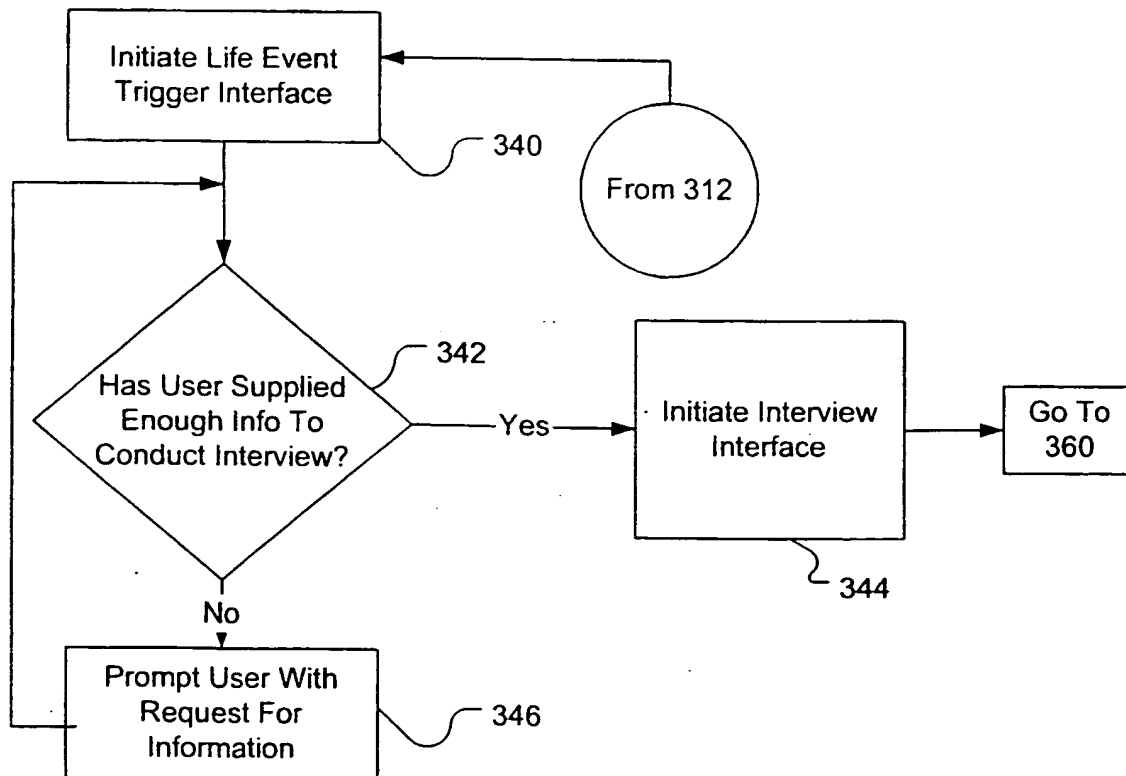 Initiate Life Event
Trigger Interface
340
From 312
342
Has User Supplied
Enough Info To
Conduct Interview?
Yes
Initiate Interview
Interface
Go To
360
344
No
Prompt User With
Request For
Information
346